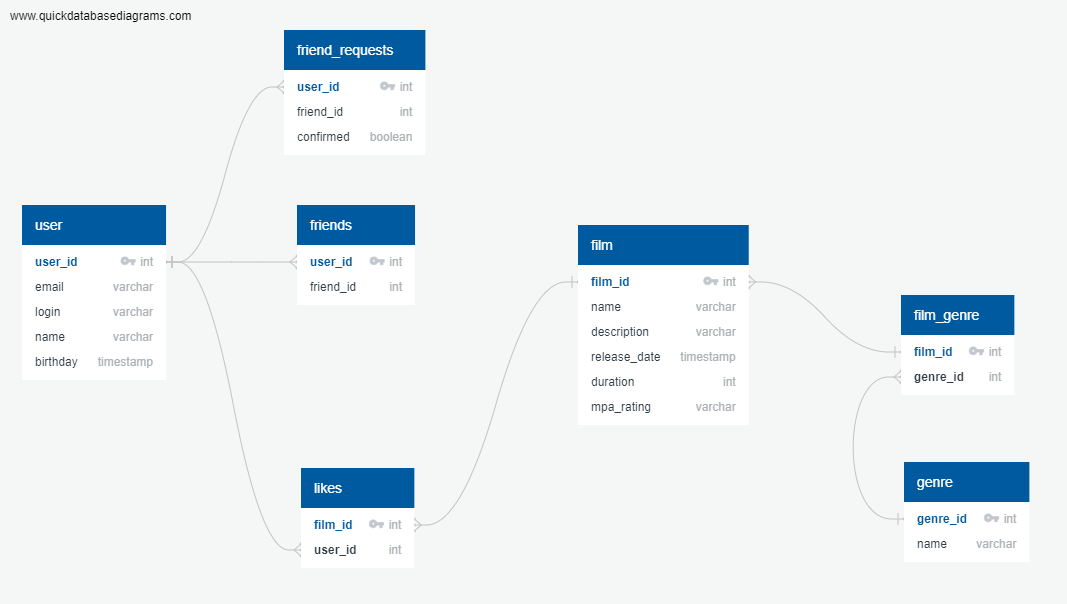 www.quickdatabasediagrams.com
friend_requests
user_id int
friend_id int
confirmed boolean
user
user_id int
email varchar
login varchar
name varchar
birthday timestamp
friends
user_id int
friend_id int
film
film_id int
name varchar
description varchar
release_date timestamp
duration int
mpa_rating varchar
film_genre
film_id int
genre_id int
likes
film_id int
user_id int
genre
genre_id int
name varchar